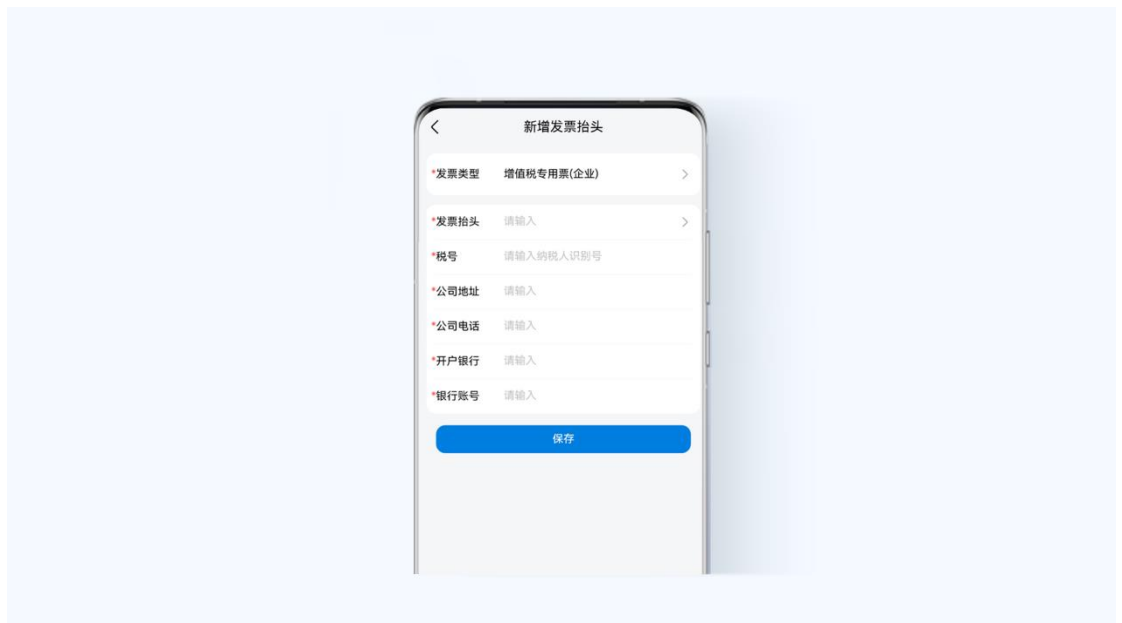 新增发票抬头
*发票类型 增值税专用票(企业)
*发票抬头 请输入
*税号 请输入纳税人识别号
*公司地址 请输入
*公司电话 请输入
*开户银行 请输入
*银行账号 请输入
保存